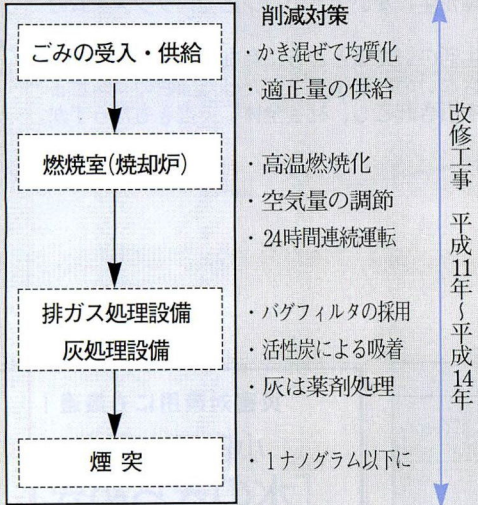 削減対策
ごみの受入・供給
・かき混ぜて均質化
・適正量の供給
燃焼室(焼却炉)
・高温燃焼化
・空気量の調節
・24時間連続運転
排ガス処理設備
灰処理設備
・バグフィルタの採用
・活性炭による吸着
・灰は薬剤処理
煙突
・1ナノグラム以下に
改修工事 平成11年〜平成14年